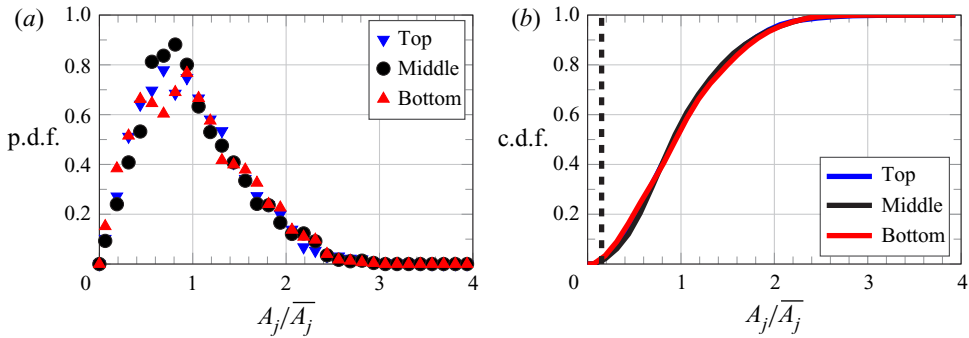 (a)
1.0
0.8
0.6
0.4
0.2
0
p.d.f.
Top
Middle
Bottom
0 1 2 3 4
A_j/\overline{A_j}
(b)
1.0
0.8
0.6
0.4
0.2
0
c.d.f.
Top
Middle
Bottom
0 1 2 3 4
A_j/\overline{A_j}